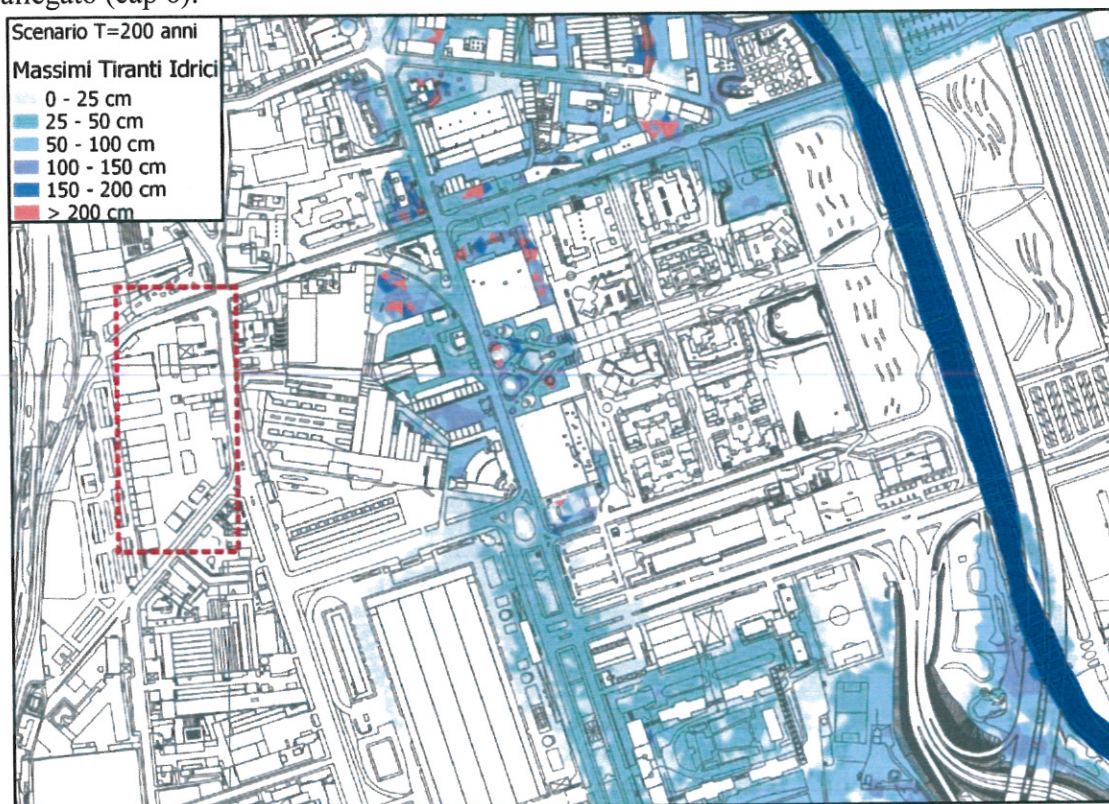 allegato (cap 6).
Scenario T=200 anni
Massimi Tiranti Idrici
0 - 25 cm
25 - 50 cm
50 - 100 cm
100 - 150 cm
150 - 200 cm
> 200 cm